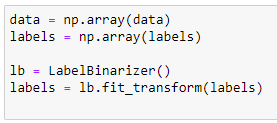 data = np.array(data)
labels = np.array(labels)
lb = LabelBinarizer()
labels = lb.fit_transform(labels)